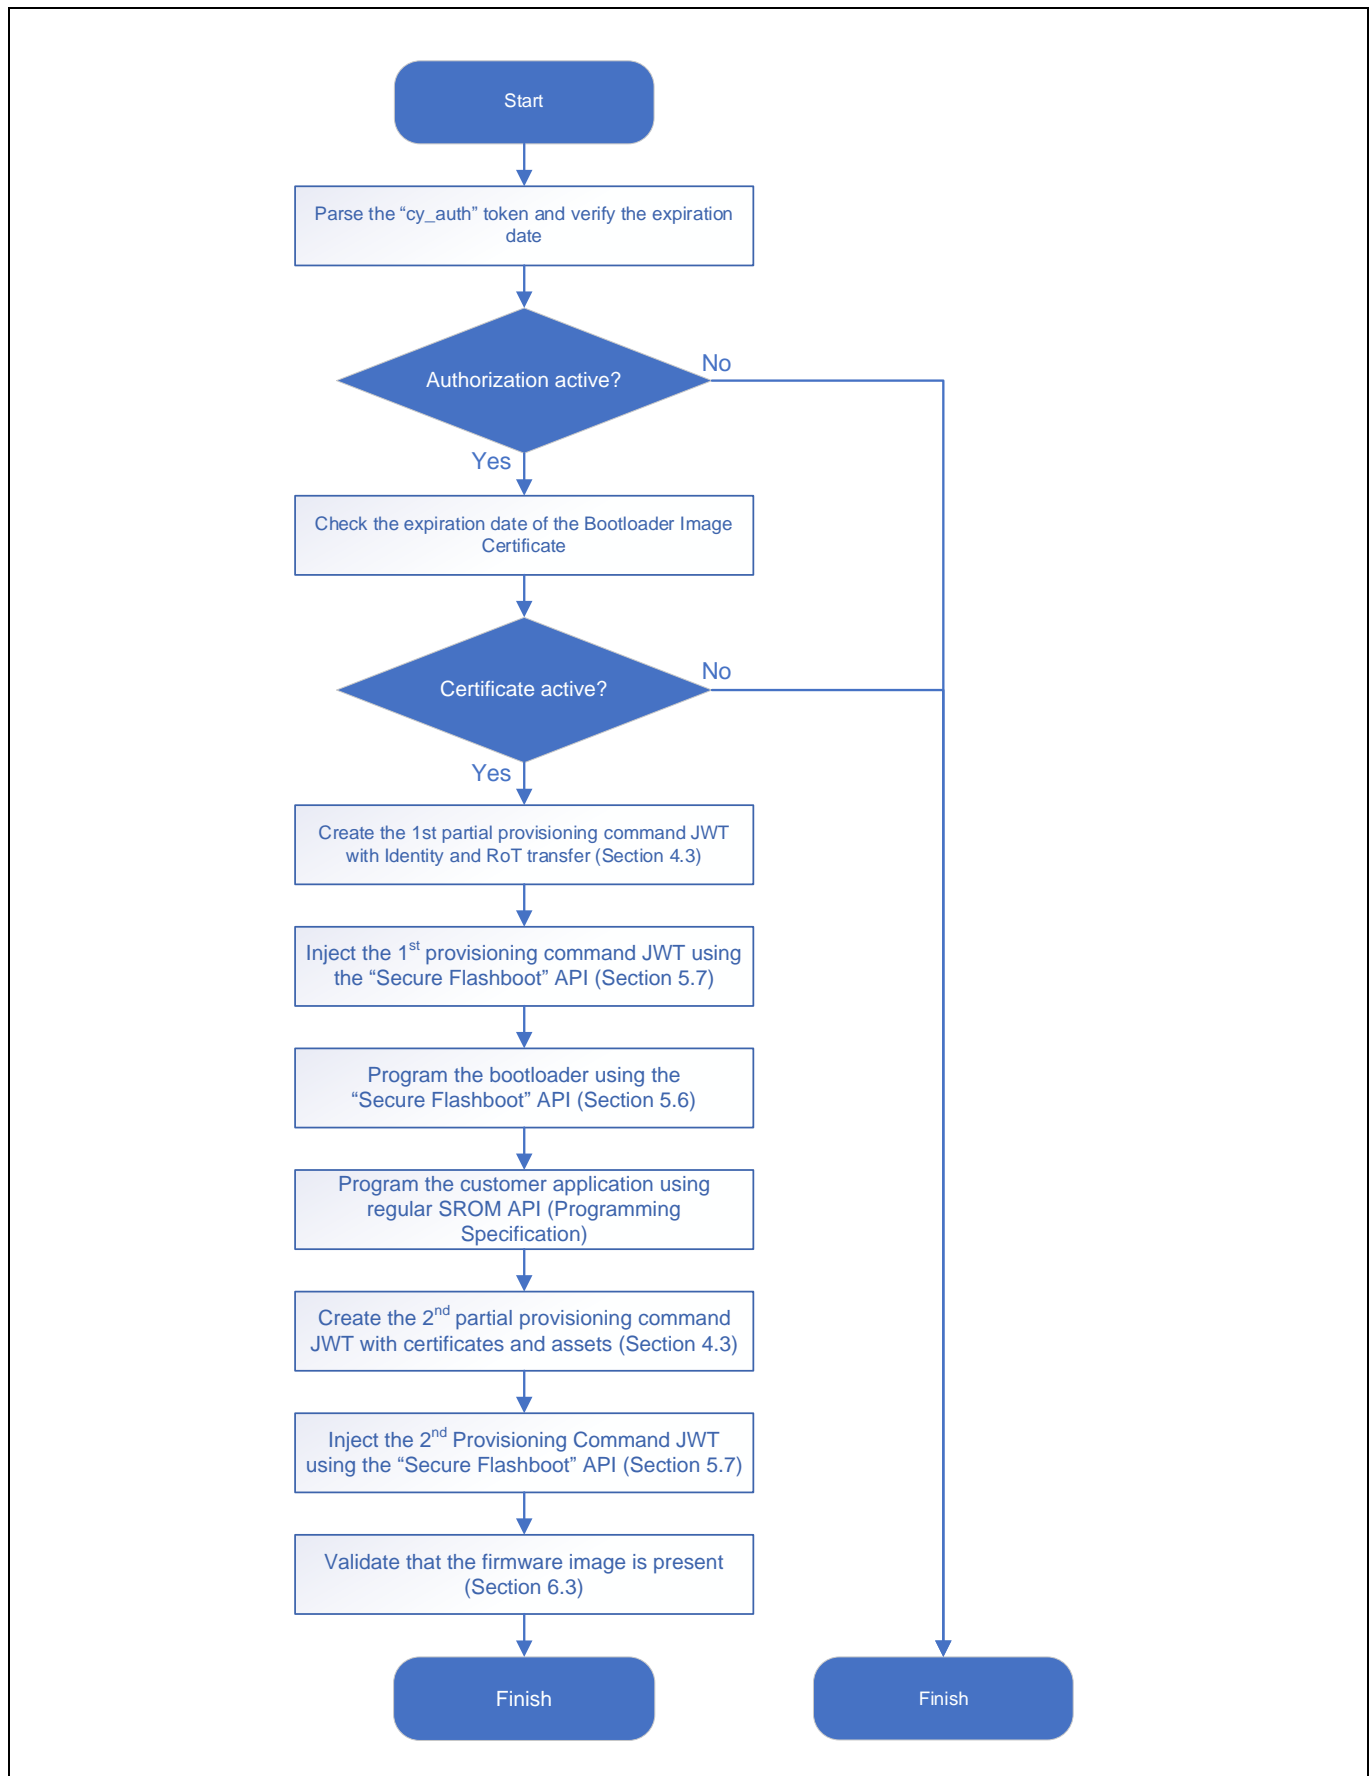 Start
Parse the “cy_auth” token and verify the expiration
date
Authorization active?
No
Yes
Check the expiration date of the Bootloader Image
Certificate
Certificate active?
No
Yes
Create the 1st partial provisioning command JWT
with Identity and RoT transfer (Section 4.3)
Inject the 1st provisioning command JWT using
the “Secure Flashboot” API (Section 5.7)
Program the bootloader using the
“Secure Flashboot” API (Section 5.6)
Program the customer application using
regular SROM API (Programming
Specification)
Create the 2nd partial provisioning command
JWT with certificates and assets (Section 4.3)
Inject the 2nd Provisioning Command JWT
using the “Secure Flashboot” API (Section 5.7)
Validate that the firmware image is present
(Section 6.3)
Finish
Finish